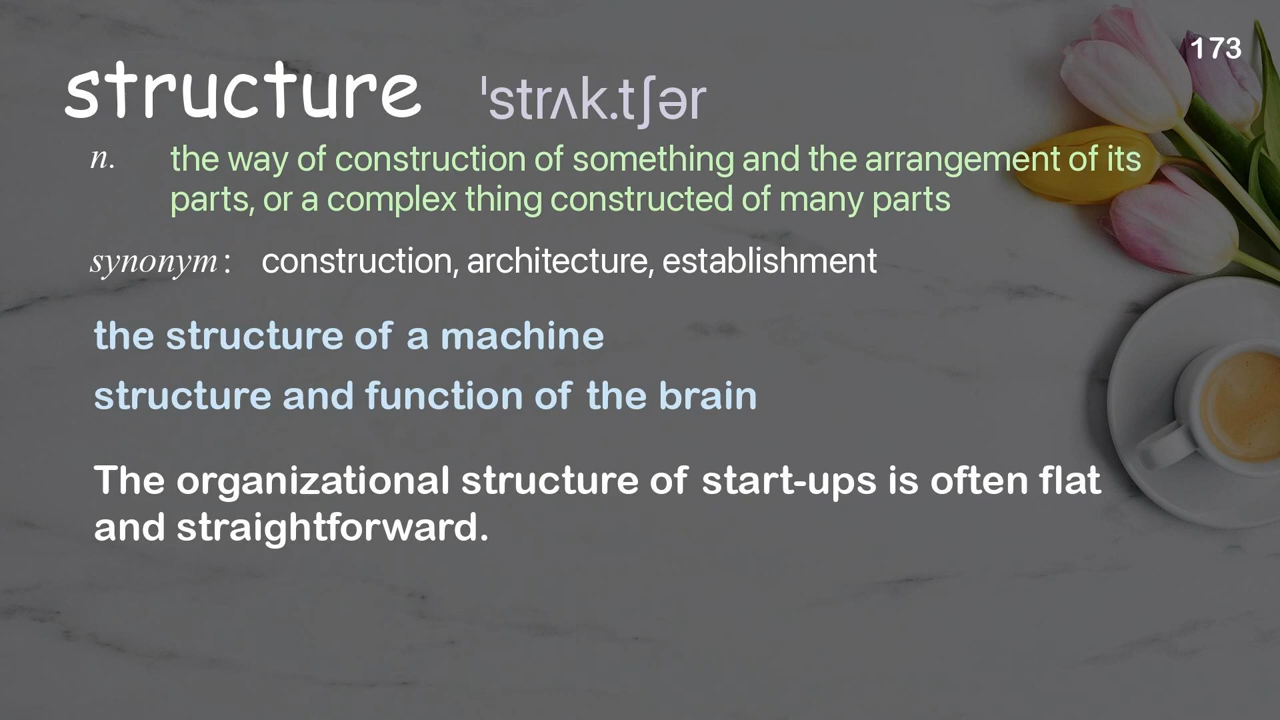 173
structure ˈstrʌk.tʃər
n. the way of construction of something and the arrangement of its
parts, or a complex thing constructed of many parts
synonym: construction, architecture, establishment
the structure of a machine
structure and function of the brain
The organizational structure of start-ups is often flat
and straightforward.